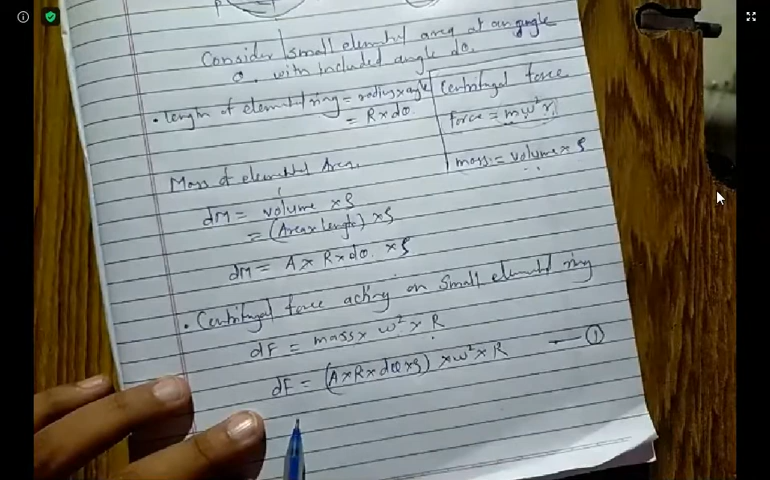 Consider small elemental area at an angle
θ. with included angle dθ.
• Length of elemental ring = radius x angle
= R x dθ.
Centrifugal force
force = mω²r
mass = volume x ρ
Mass of elemental Area.
dM = volume x ρ
= (Area x length) x ρ
dM = A x R x dθ. x ρ
• Centrifugal force acting on small elemental ring
dF = mass x ω² x R
dF = (A x R x dθ x ρ) x ω² x R — ①